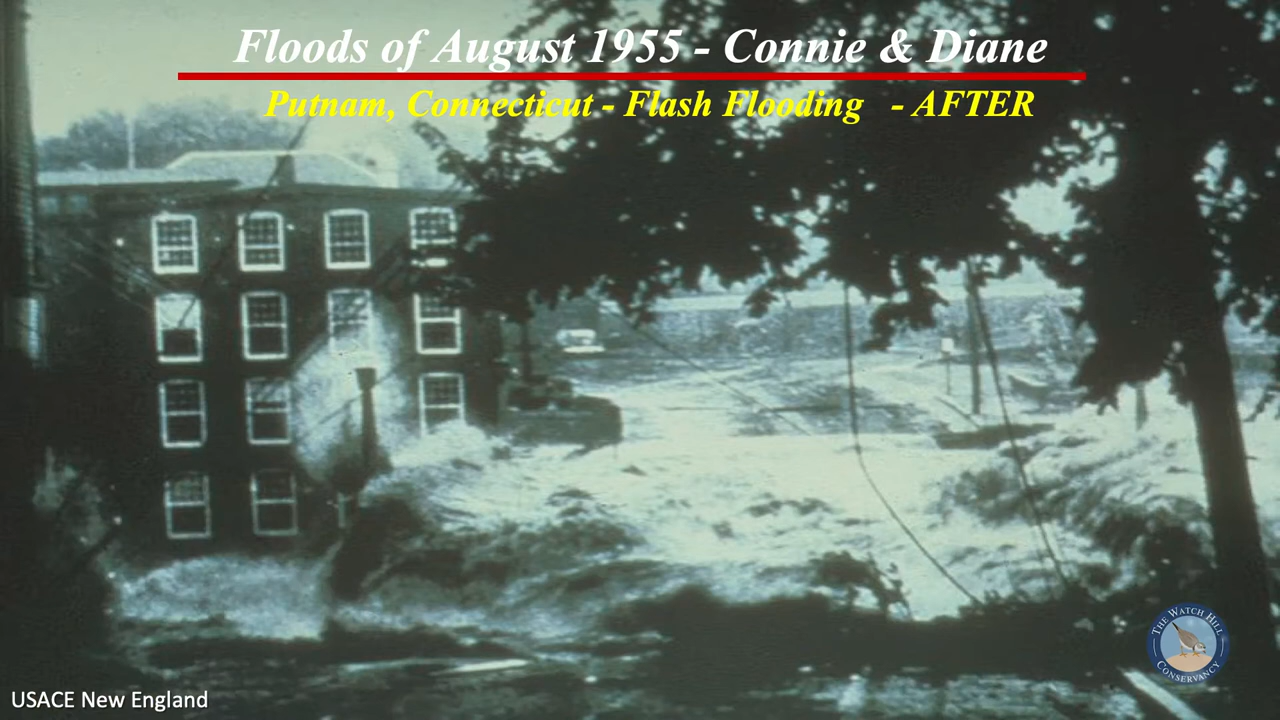 Floods of August 1955 - Connie & Diane
Putnam, Connecticut - Flash Flooding - AFTER
THE WATCH HILL
CONSERVANCY
USACE New England